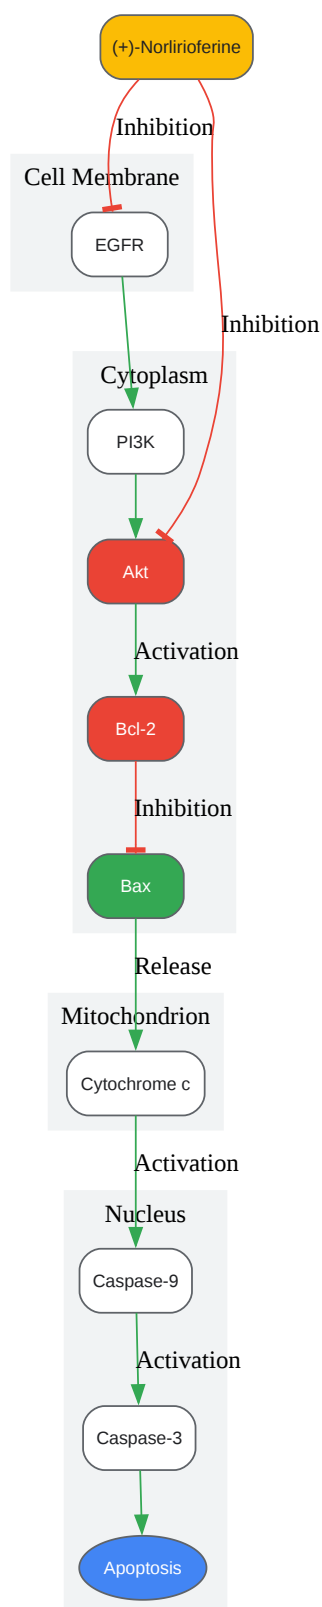 (+)-Norlirioferine
Inhibition
Cell Membrane
EGFR
Inhibition
Cytoplasm
PI3K
Akt
Activation
Bcl-2
Inhibition
Bax
Release
Mitochondrion
Cytochrome c
Activation
Nucleus
Caspase-9
Activation
Caspase-3
Apoptosis